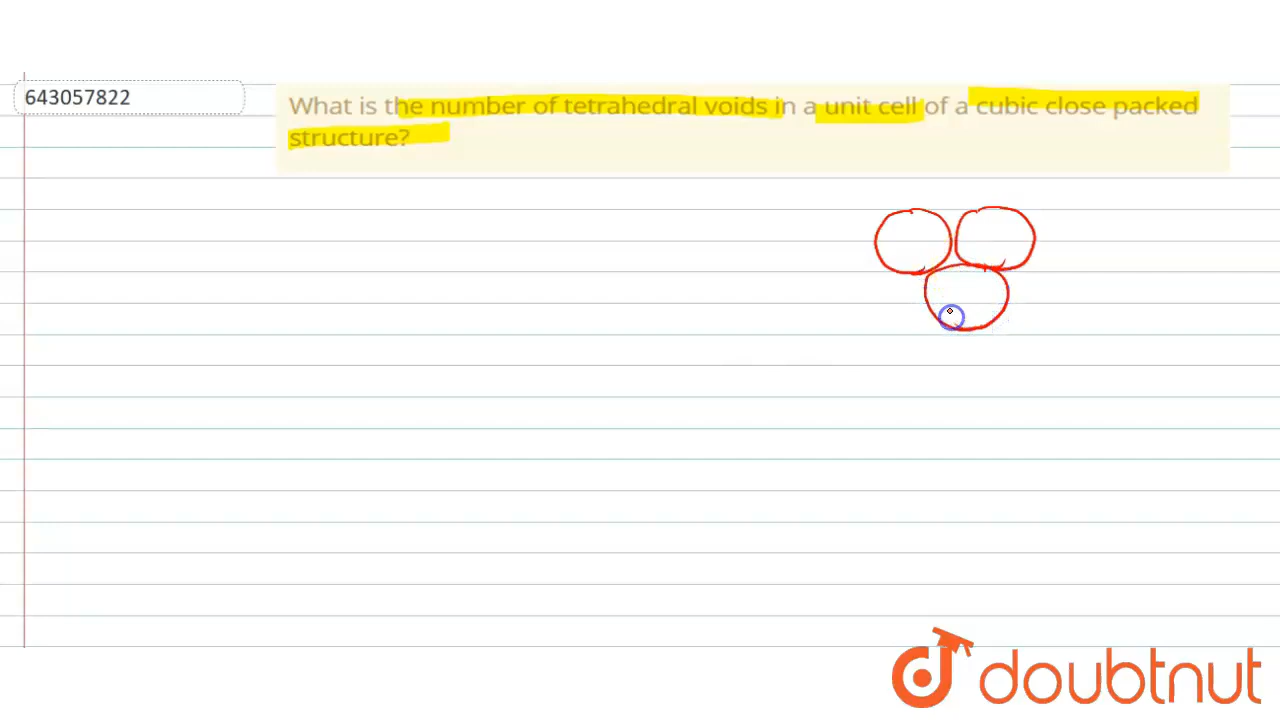 643057822
What is the number of tetrahedral voids in a unit cell of a cubic close packed
structure?
doubtnut